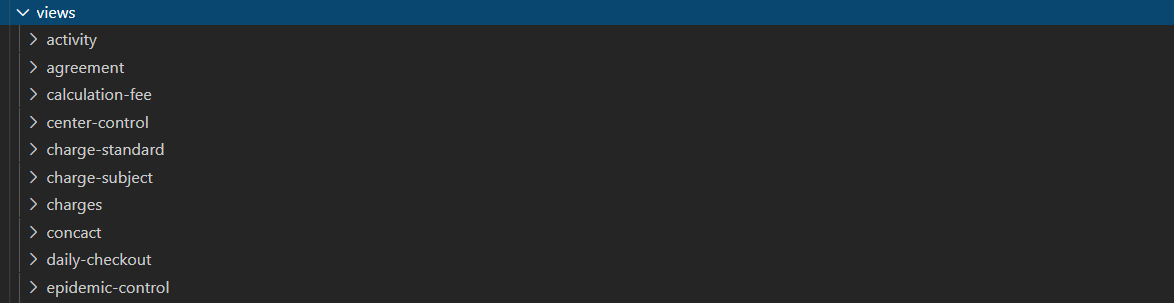 views
activity
agreement
calculation-fee
center-control
charge-standard
charge-subject
charges
concact
daily-checkout
epidemic-control